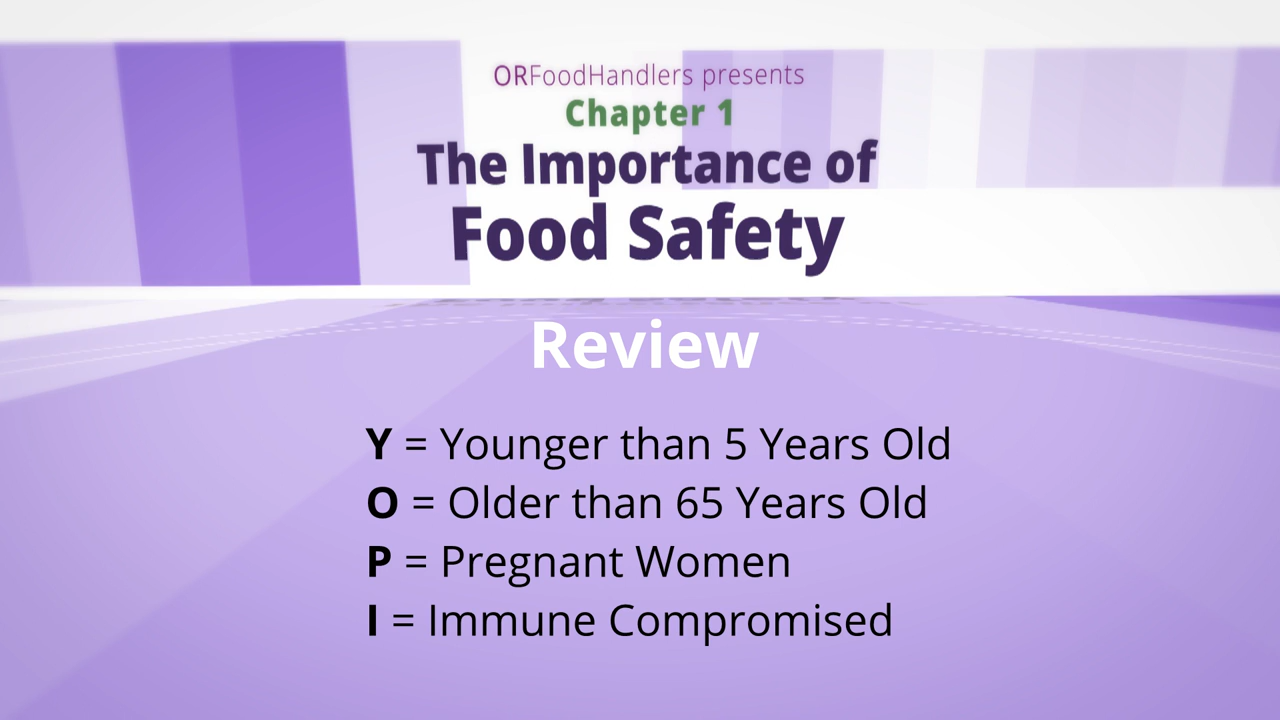 ORFoodHandlers presents
Chapter 1
The Importance of
Food Safety
Review
Y = Younger than 5 Years Old
O = Older than 65 Years Old
P = Pregnant Women
I = Immune Compromised